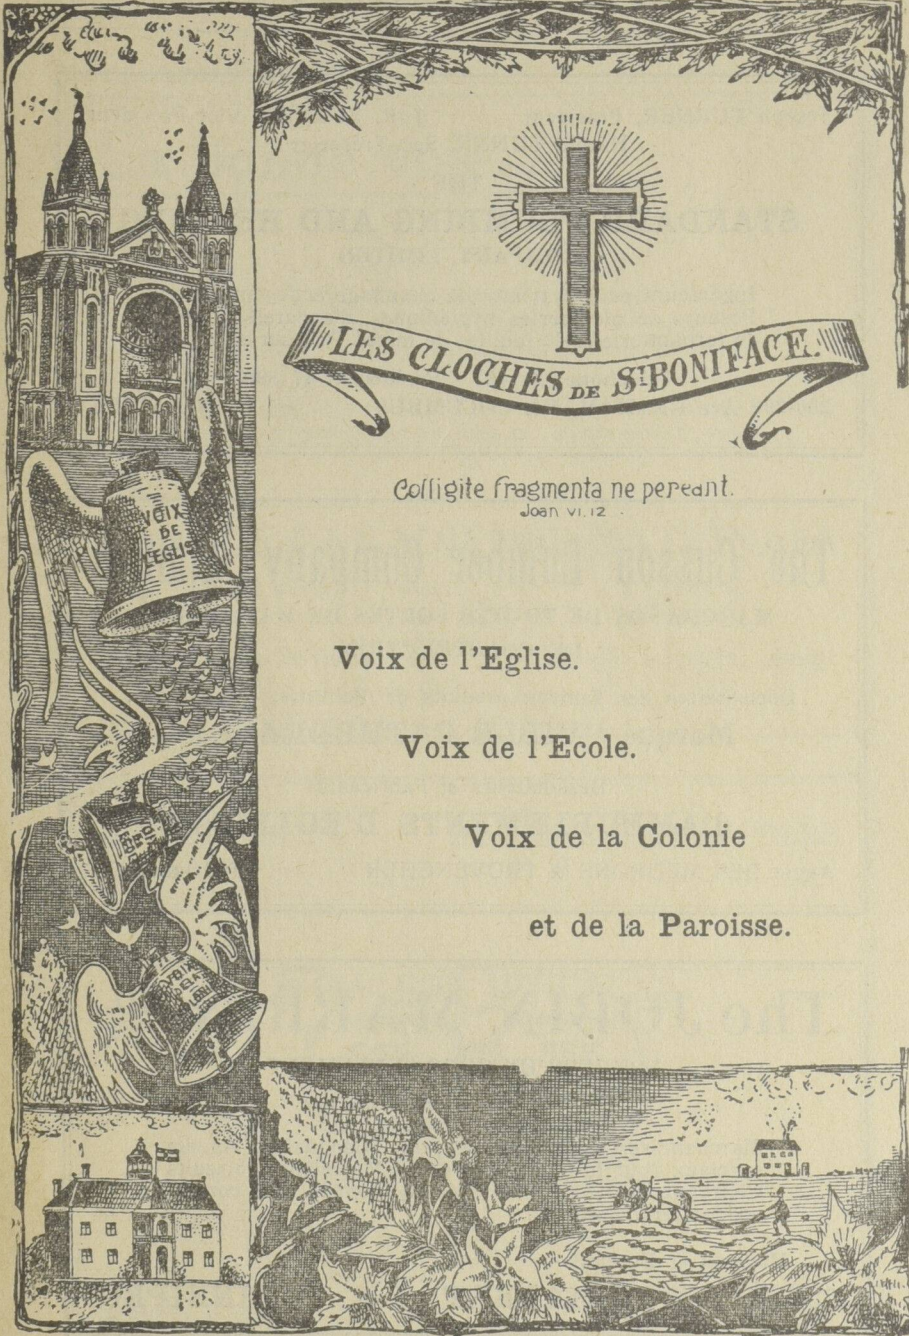 LES CLOCHES DE ST BONIFACE.
Colligite fragmenta ne pereant.
Joan VI. 12
VOIX
DE
L'EGLISE
Voix de l'Eglise.
Voix de l'Ecole.
Voix de la Colonie
et de la Paroisse.